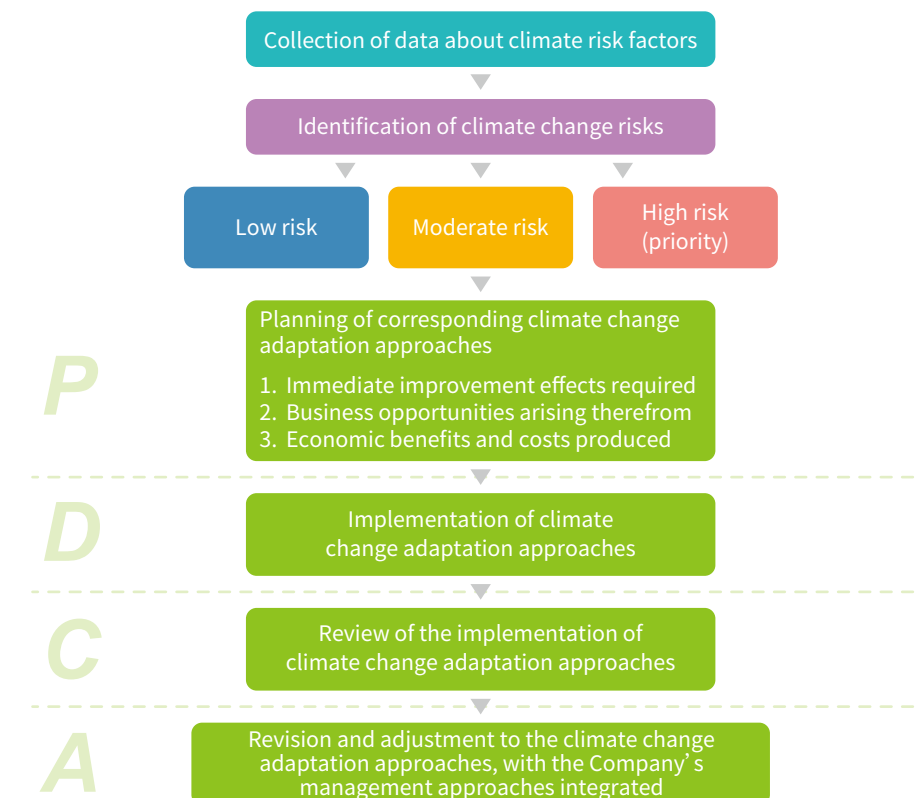 Collection of data about climate risk factors
Identification of climate change risks
Low risk
Moderate risk
High risk
(priority)
P
Planning of corresponding climate change
adaptation approaches
1. Immediate improvement effects required
2. Business opportunities arising therefrom
3. Economic benefits and costs produced
D
Implementation of climate
change adaptation approaches
C
Review of the implementation of
climate change adaptation approaches
A
Revision and adjustment to the climate change
adaptation approaches, with the Company’s
management approaches integrated